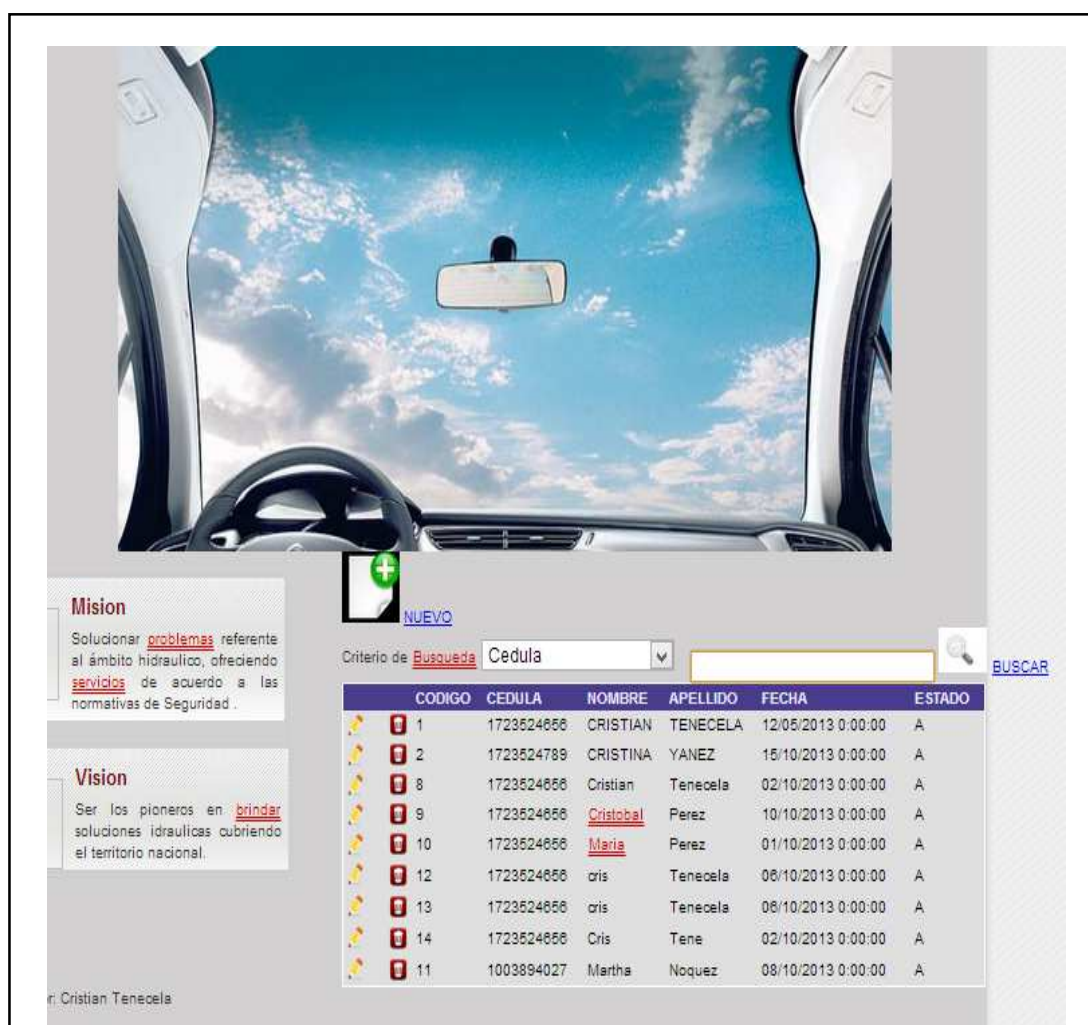 NUEVO
Mision
Solucionar problemas referente
al ámbito hidraulico, ofreciendo
servicios de acuerdo a las
normativas de Seguridad .
Vision
Ser los pioneros en brindar
soluciones idraulicas cubriendo
el territorio nacional.
Criterio de Busqueda Cedula BUSCAR
CODIGO CEDULA NOMBRE APELLIDO FECHA ESTADO
1 1723524656 CRISTIAN TENECELA 12/05/2013 0:00:00 A
2 1723524789 CRISTINA YANEZ 15/10/2013 0:00:00 A
8 1723524656 Cristian Tenecela 02/10/2013 0:00:00 A
9 1723524656 Cristobal Perez 10/10/2013 0:00:00 A
10 1723524656 Maria Perez 01/10/2013 0:00:00 A
12 1723524656 cris Tenecela 06/10/2013 0:00:00 A
13 1723524656 cris Tenecela 06/10/2013 0:00:00 A
14 1723524656 Cris Tene 02/10/2013 0:00:00 A
11 1003894027 Martha Noquez 08/10/2013 0:00:00 A
r: Cristian Tenecela